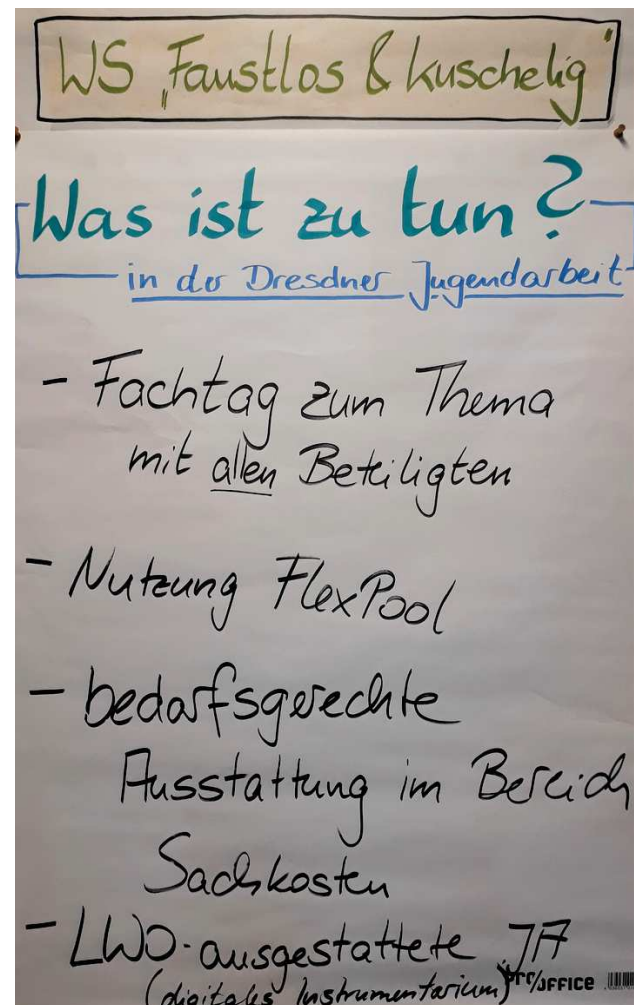 WS „Faustlos & kuschelig"
Was ist zu tun?
in der Dresdner Jugendarbeit
- Fachtag zum Thema
mit allen Beteiligten
- Nutzung FlexPool
- bedarfsgerechte
Ausstattung im Bereich
Sachkosten
- LWO-ausgestattete JA
(digitales Instrumentarium)
pro/OFFICE